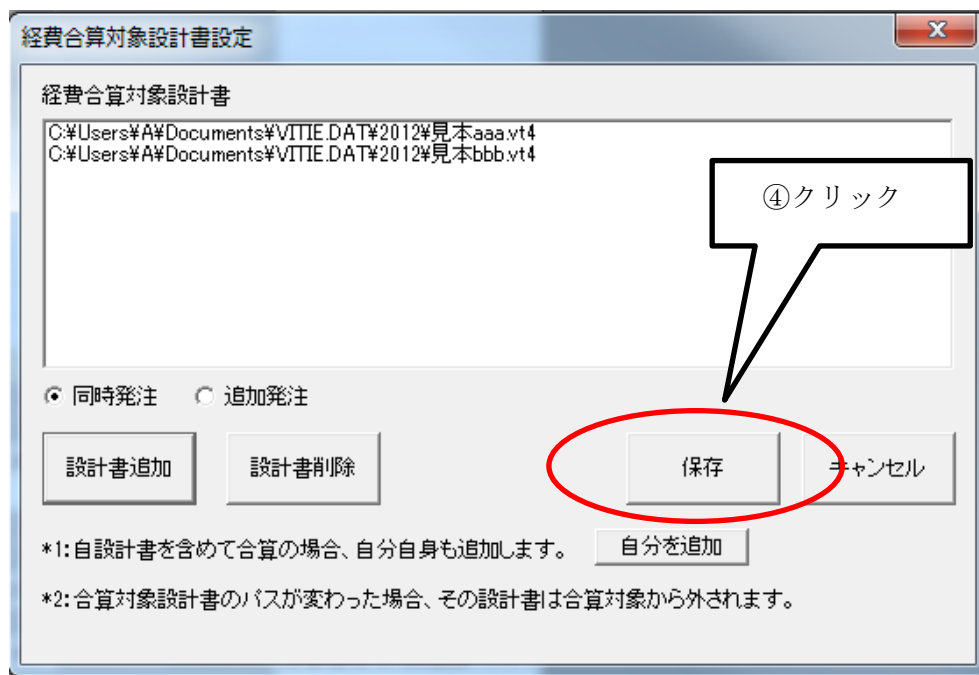 経費合算対象設計書設定
x
経費合算対象設計書
C:¥Users¥A¥Documents¥VITIE.DAT¥2012¥見本aaa.vt4
C:¥Users¥A¥Documents¥VITIE.DAT¥2012¥見本bbb.vt4
④クリック
同時発注 追加発注
設計書追加 設計書削除 保存 キャンセル
*1:自設計書を含めて合算の場合、自分自身も追加します。 自分を追加
*2:合算対象設計書のパスが変わった場合、その設計書は合算対象から外されます。